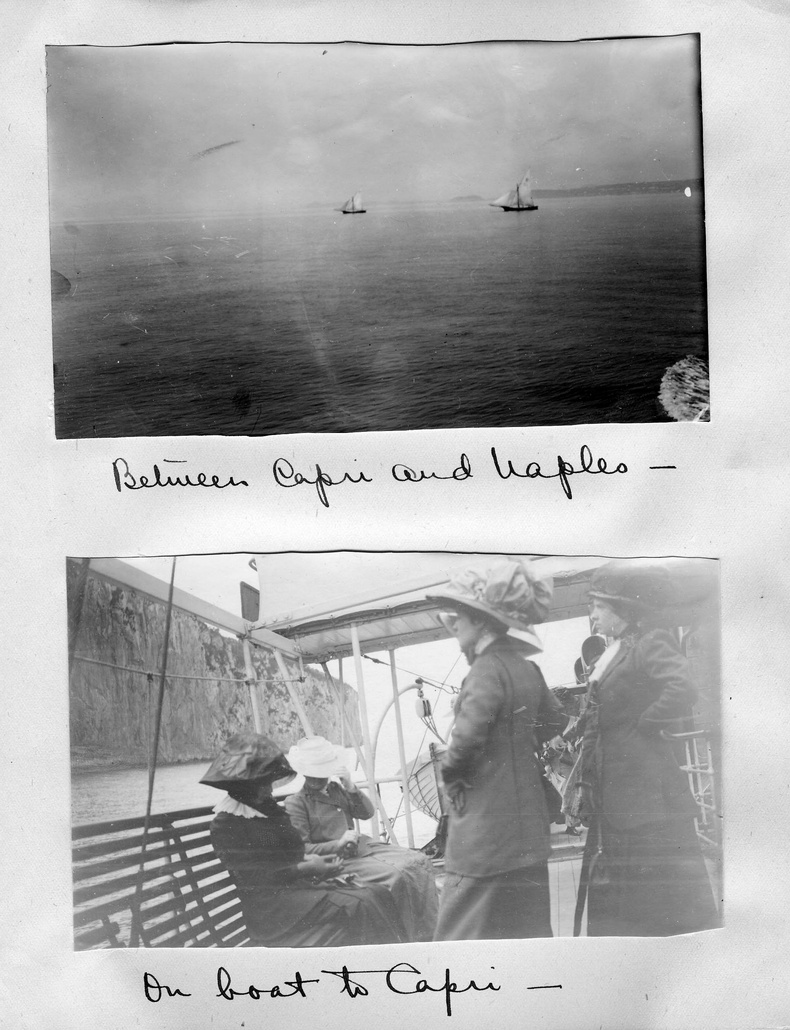 Between Capri and Naples —
On boat to Capri —